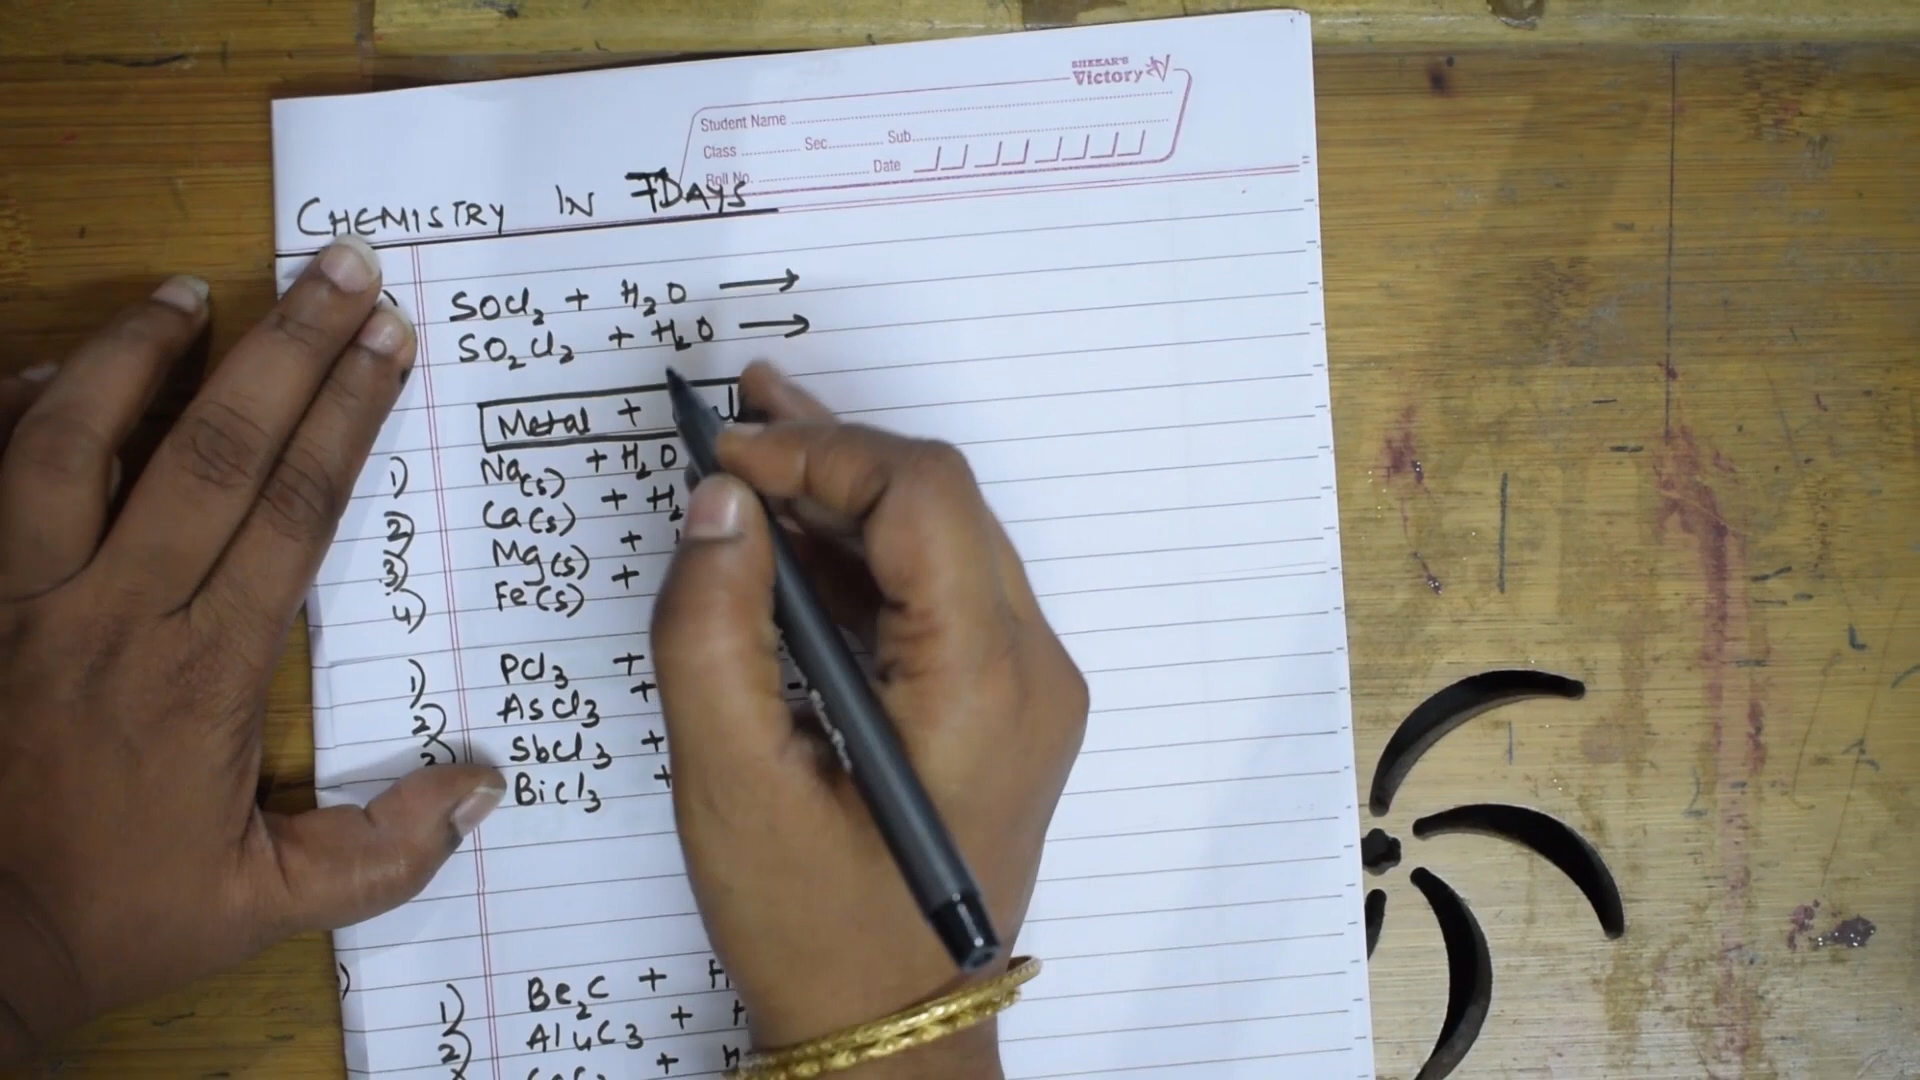 SHEKAR'S
Victory
Student Name
Class Sec Sub
Roll No. Date
CHEMISTRY IN 7DAYS
SOCl2 + H2O →
SO2Cl2 + H2O →
Metal +
1) Na(s) + H2O
2) Ca(s) + H2
3) Mg(s) +
4) Fe(s) +
1) PCl3 +
2) AsCl3 +
SbCl3 +
BiCl3 +
1) Be2C + H
2) Al4C3 + H
+ H